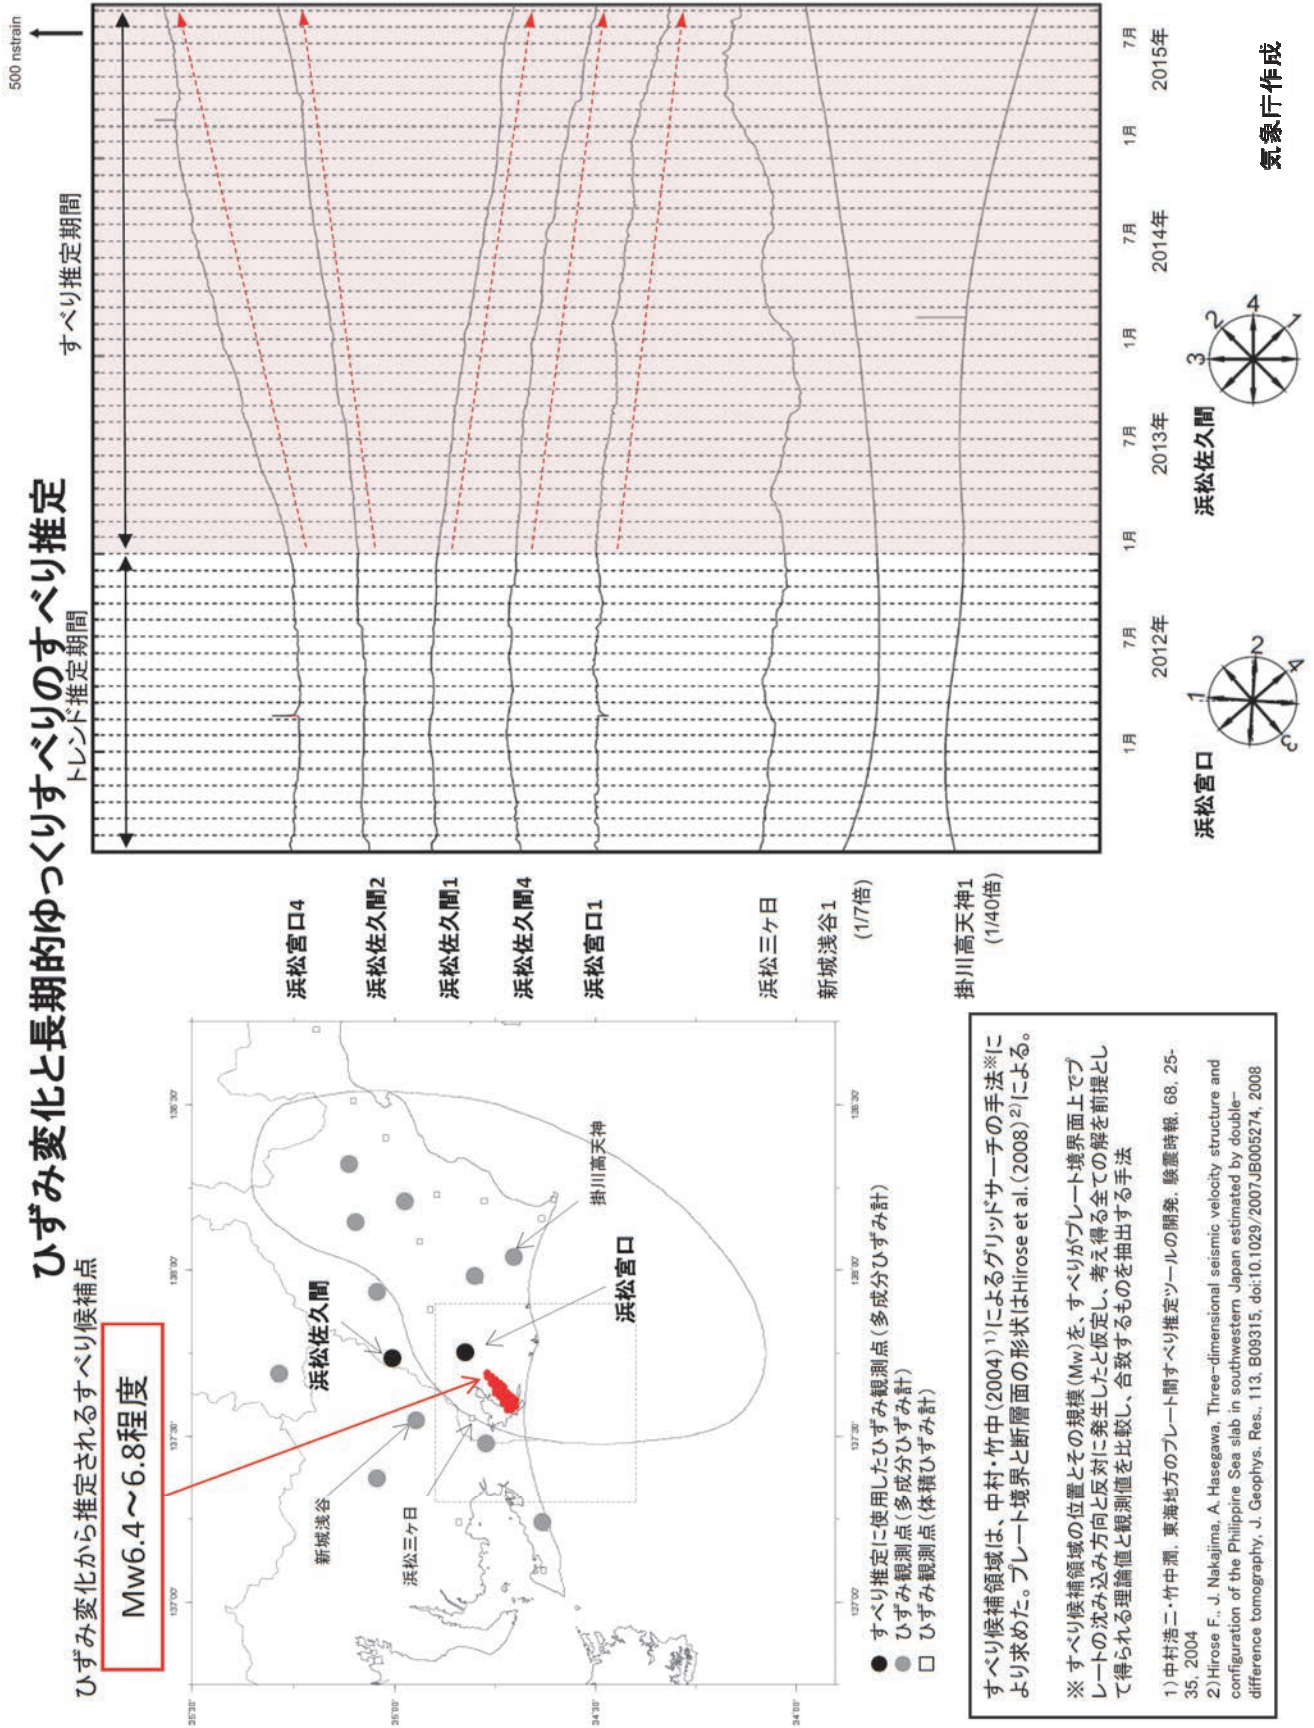 ひずみ変化と長期的ゆっくりすべりのすべり推定
ひずみ変化から推定されるすべり候補点
Mw6.4〜6.8程度
137°00'
137°30'
138°00'
138°30'
35°30'
35°00'
34°30'
34°00'
新城浅谷
浜松三ヶ日
浜松佐久間
浜松宮口
掛川高天神
すべり推定に使用したひずみ観測点(多成分ひずみ計)
ひずみ観測点(多成分ひずみ計)
ひずみ観測点(体積ひずみ計)
すべり候補領域は、中村・竹中(2004)1)によるグリッドサーチの手法※に
より求めた。プレート境界と断層面の形状はHirose et al.(2008)2)による。
※ すべり候補領域の位置とその規模(Mw)を、すべりがプレート境界面上でプ
レートの沈み込み方向と反対に発生したと仮定し、考え得る全ての解を前提とし
て得られる理論値と観測値を比較し、合致するものを抽出する手法
1)中村浩二・竹中潤, 東海地方のプレート間すべり推定ツールの開発, 験震時報, 68, 25-
35, 2004
2)Hirose F., J. Nakajima, A. Hasegawa, Three-dimensional seismic velocity structure and
configuration of the Philippine Sea slab in southwestern Japan estimated by double-
difference tomography, J. Geophys. Res., 113, B09315, doi:10.1029/2007JB005274, 2008
トレンド推定期間
すべり推定期間
500 nstrain
浜松宮口4
浜松佐久間2
浜松佐久間1
浜松佐久間4
浜松宮口1
浜松三ヶ日
新城浅谷1
(1/7倍)
掛川高天神1
(1/40倍)
1月
7月
1月
7月
1月
7月
1月
7月
2012年
2013年
2014年
2015年
浜松宮口
1
2
3
4
浜松佐久間
3
2
4
1
気象庁作成